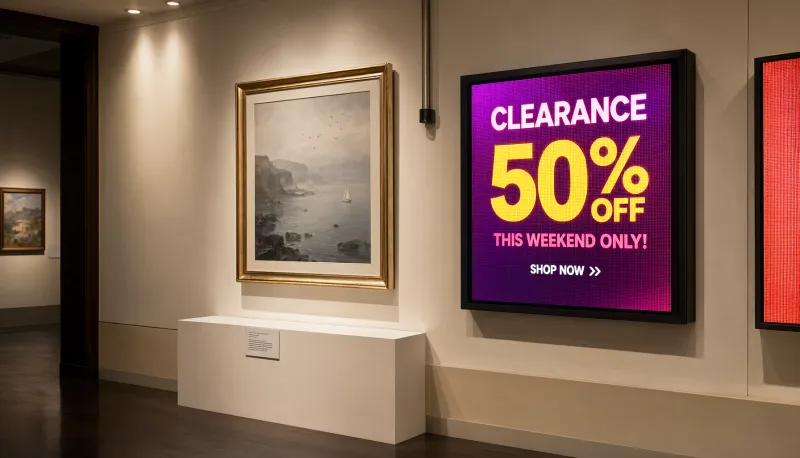 CLEARANCE
50%
OFF
THIS WEEKEND ONLY!
SHOP NOW »